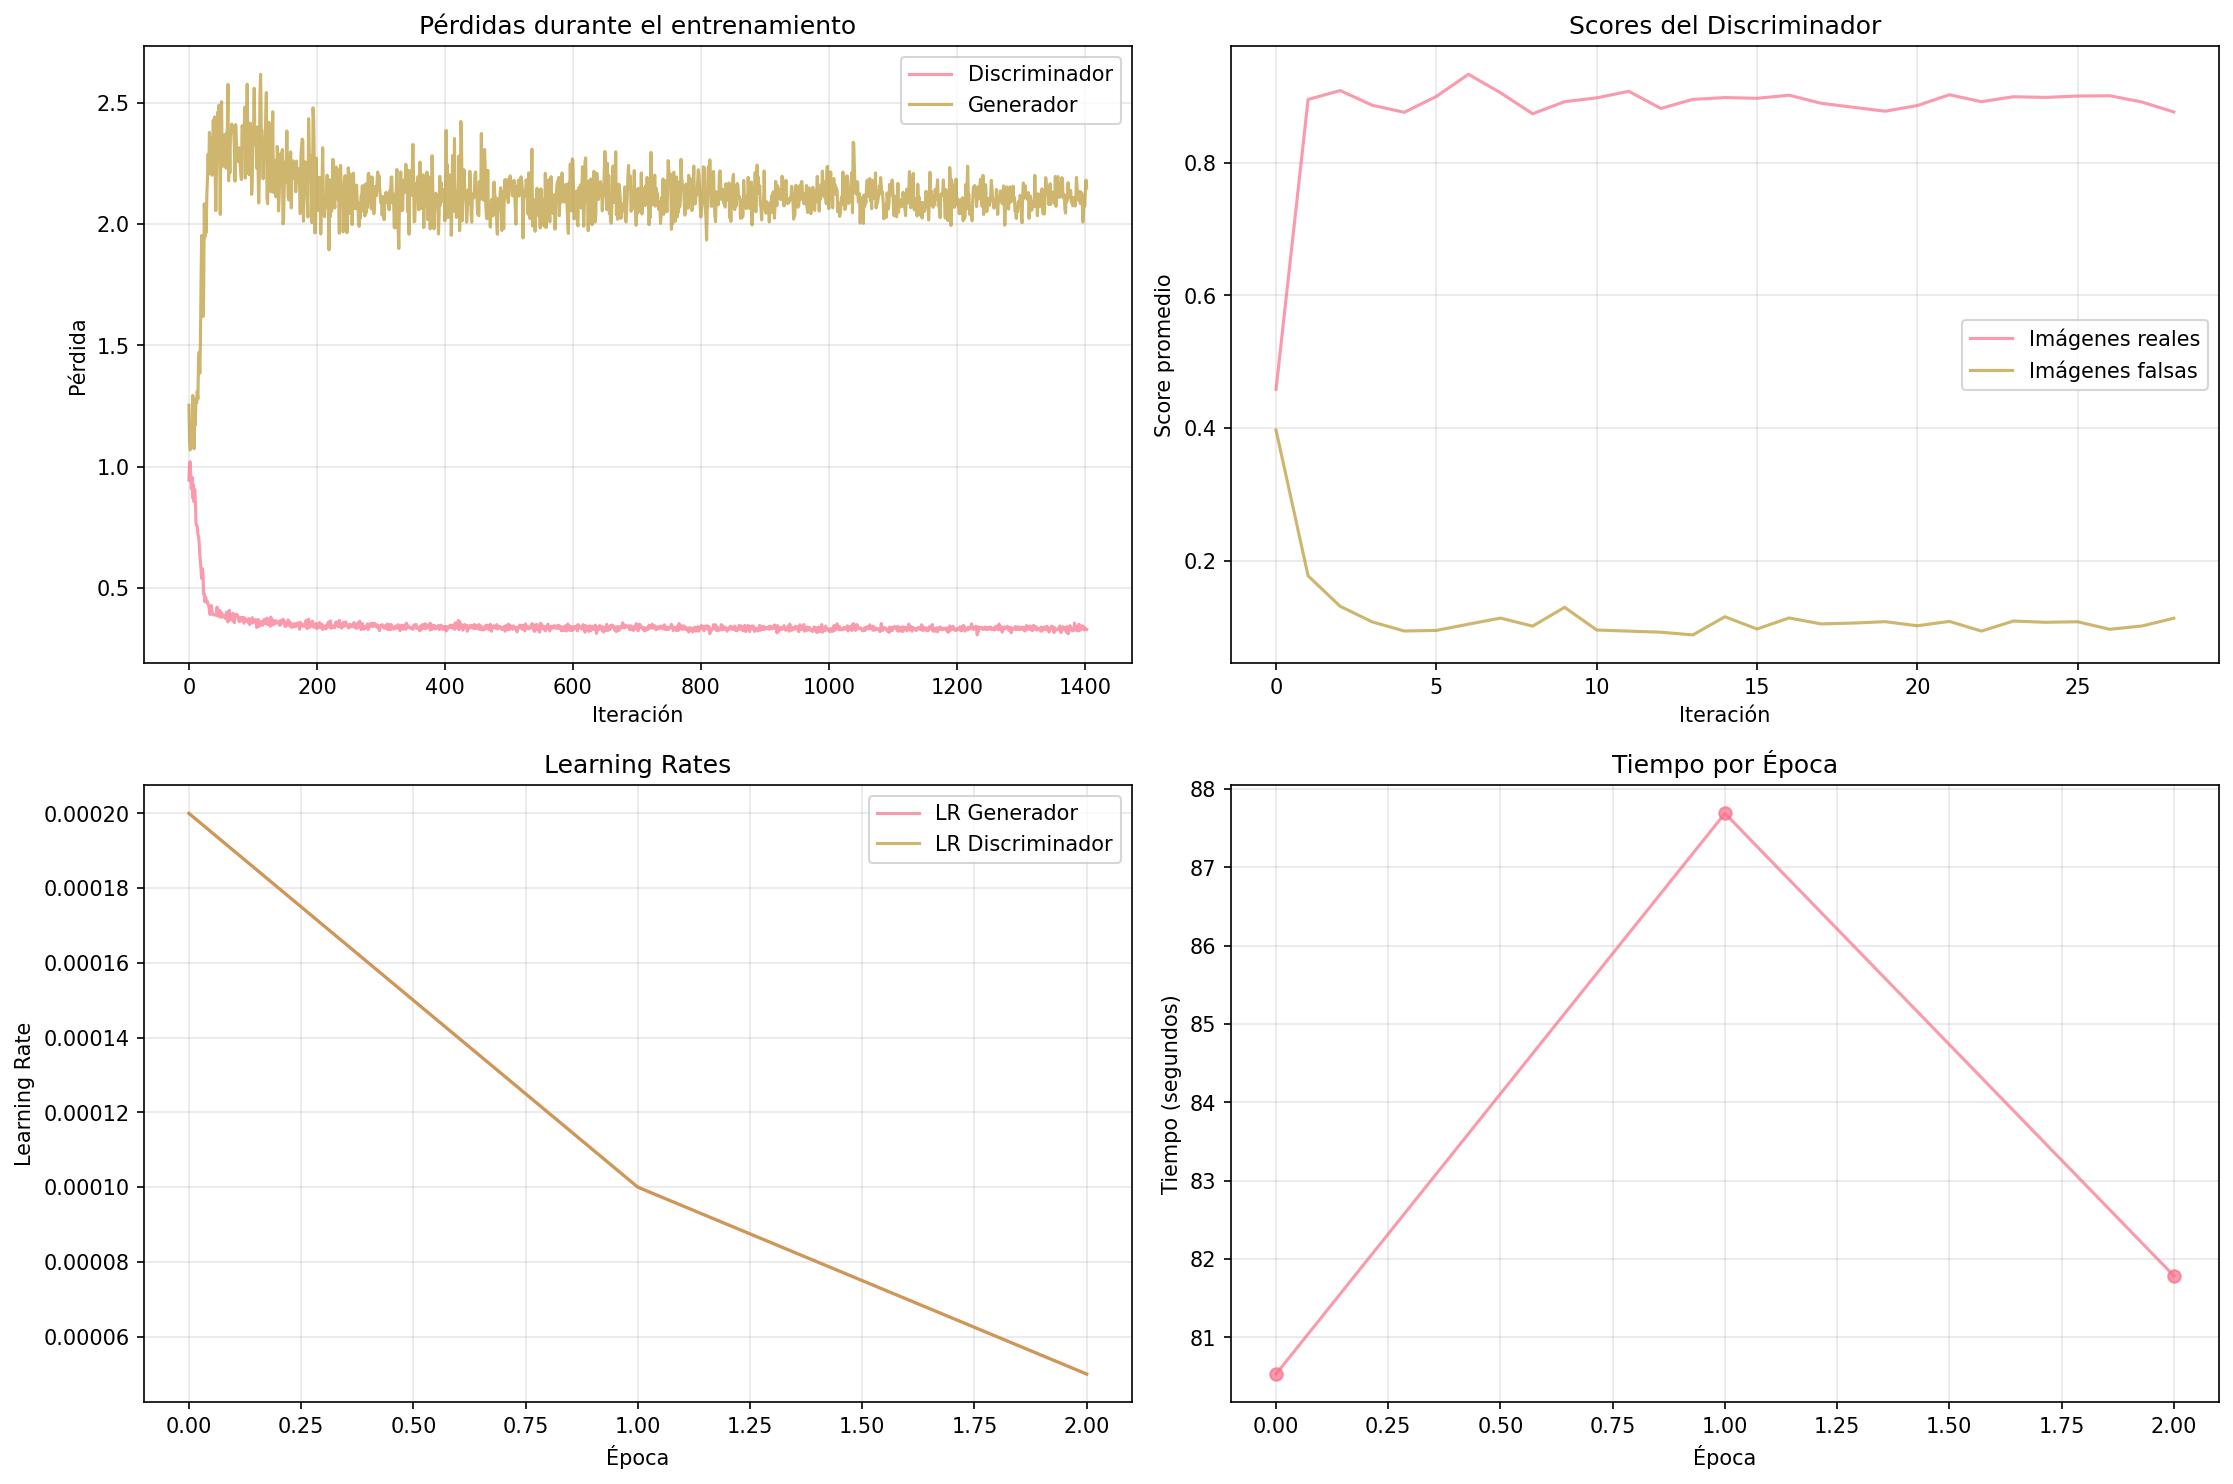 Pérdidas durante el entrenamiento
Discriminador
Generador
2.5
2.0
1.5
1.0
0.5
Pérdida
0 200 400 600 800 1000 1200 1400
Iteración
Scores del Discriminador
Imágenes reales
Imágenes falsas
0.8
0.6
0.4
0.2
Score promedio
0 5 10 15 20 25
Iteración
Learning Rates
LR Generador
LR Discriminador
0.00020
0.00018
0.00016
0.00014
0.00012
0.00010
0.00008
0.00006
Learning Rate
0.00 0.25 0.50 0.75 1.00 1.25 1.50 1.75 2.00
Época
Tiempo por Época
88
87
86
85
84
83
82
81
Tiempo (segundos)
0.00 0.25 0.50 0.75 1.00 1.25 1.50 1.75 2.00
Época